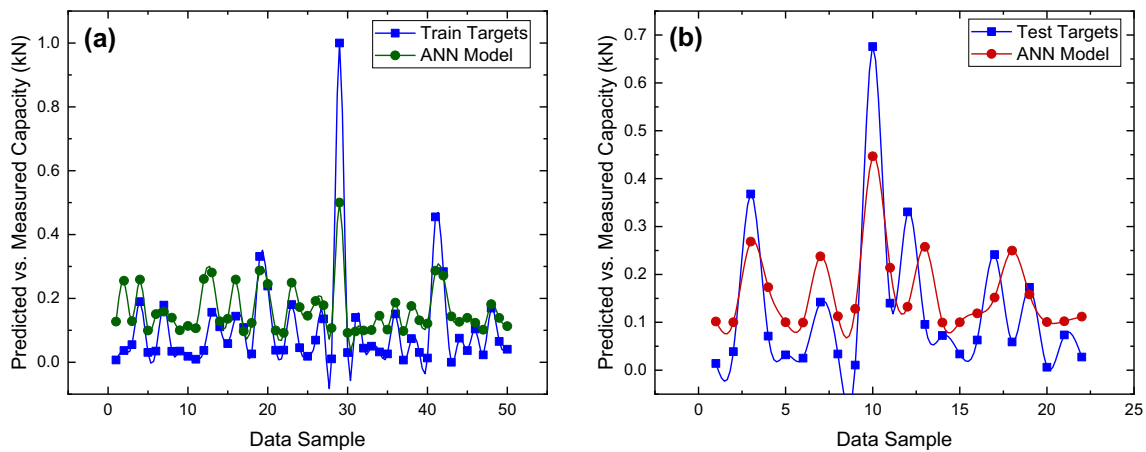 (a)
Train Targets
ANN Model
Predicted vs. Measured Capacity (kN)
1.0
0.8
0.6
0.4
0.2
0.0
0
10
20
30
40
50
Data Sample
(b)
Test Targets
ANN Model
Predicted vs. Measured Capacity (kN)
0.7
0.6
0.5
0.4
0.3
0.2
0.1
0.0
0
5
10
15
20
25
Data Sample